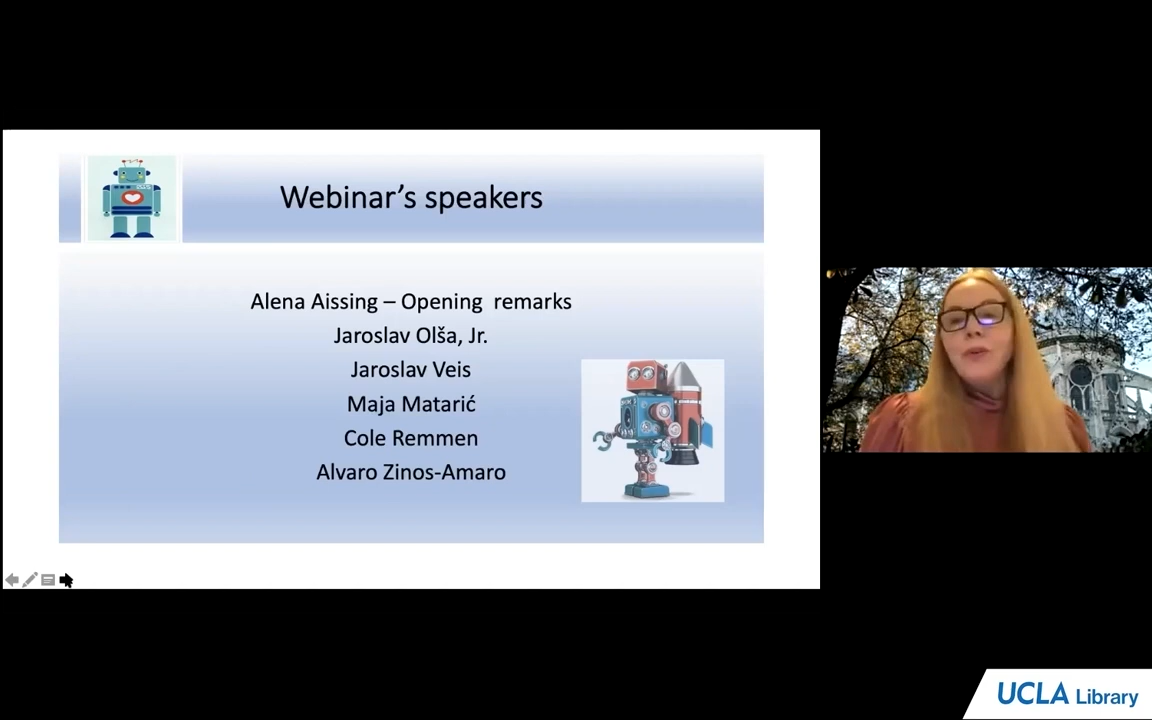 Webinar’s speakers
Alena Aissing – Opening remarks
Jaroslav Olša, Jr.
Jaroslav Veis
Maja Matarić
Cole Remmen
Alvaro Zinos-Amaro
UCLA Library